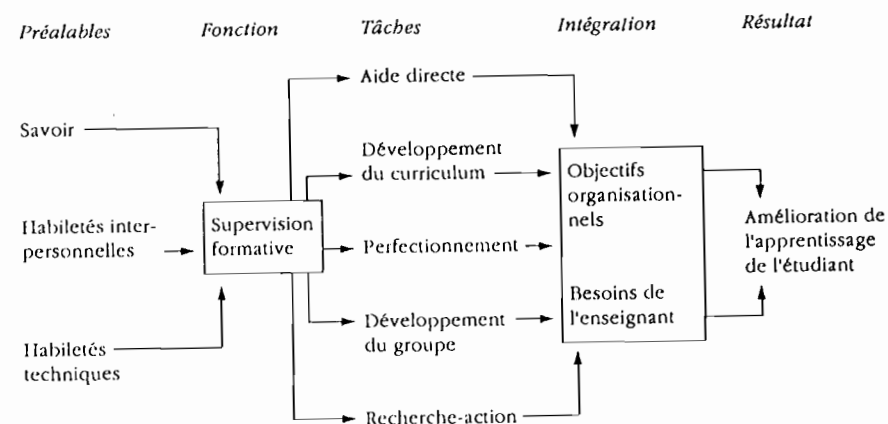 Préalables Fonction Tâches Intégration Résultat
Aide directe
Savoir
Développement
du curriculum
Objectifs
organisation-
nels
Habiletés inter-
personnelles
Supervision
formative
Perfectionnement
Amélioration de
l'apprentissage
de l'étudiant
Besoins de
l'enseignant
Développement
du groupe
Habiletés
techniques
Recherche-action